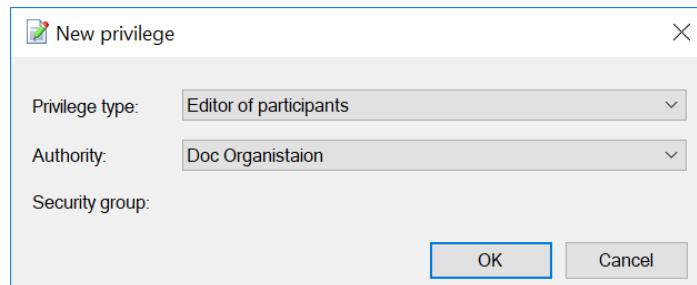 New privilege
Privilege type: Editor of participants
Authority: Doc Organistaion
Security group:
OK Cancel